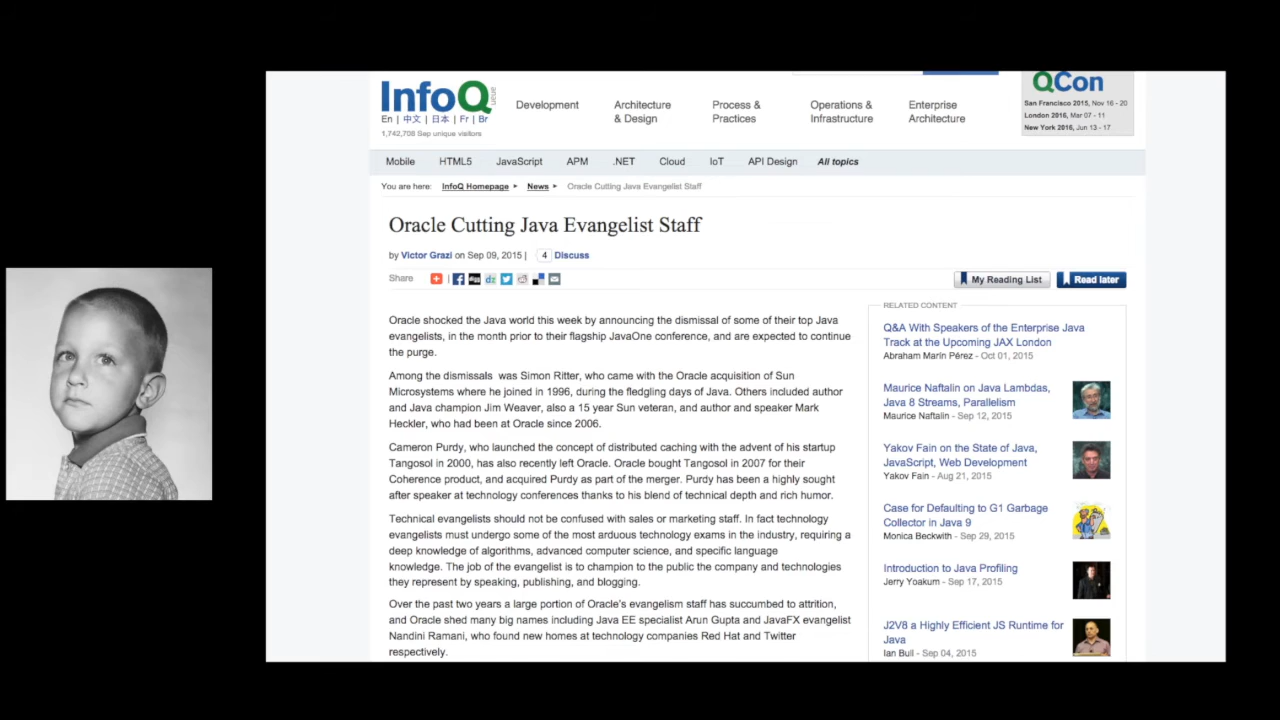 InfoQ
queue
En | 中文 | 日本 | Fr | Br
1,742,708 Sep unique visitors
Development
Architecture
& Design
Process &
Practices
Operations &
Infrastructure
Enterprise
Architecture
QCon
San Francisco 2015, Nov 16 - 20
London 2016, Mar 07 - 11
New York 2016, Jun 13 - 17
Mobile HTML5 JavaScript APM .NET Cloud IoT API Design All topics
You are here: InfoQ Homepage News Oracle Cutting Java Evangelist Staff
Oracle Cutting Java Evangelist Staff
by Victor Grazi on Sep 09, 2015 | 4 Discuss
Share
My Reading List Read later
Oracle shocked the Java world this week by announcing the dismissal of some of their top Java
evangelists, in the month prior to their flagship JavaOne conference, and are expected to continue
the purge.
Among the dismissals was Simon Ritter, who came with the Oracle acquisition of Sun
Microsystems where he joined in 1996, during the fledgling days of Java. Others included author
and Java champion Jim Weaver, also a 15 year Sun veteran, and author and speaker Mark
Heckler, who had been at Oracle since 2006.
Cameron Purdy, who launched the concept of distributed caching with the advent of his startup
Tangosol in 2000, has also recently left Oracle. Oracle bought Tangosol in 2007 for their
Coherence product, and acquired Purdy as part of the merger. Purdy has been a highly sought
after speaker at technology conferences thanks to his blend of technical depth and rich humor.
Technical evangelists should not be confused with sales or marketing staff. In fact technology
evangelists must undergo some of the most arduous technology exams in the industry, requiring a
deep knowledge of algorithms, advanced computer science, and specific language
knowledge. The job of the evangelist is to champion to the public the company and technologies
they represent by speaking, publishing, and blogging.
Over the past two years a large portion of Oracle's evangelism staff has succumbed to attrition,
and Oracle shed many big names including Java EE specialist Arun Gupta and JavaFX evangelist
Nandini Ramani, who found new homes at technology companies Red Hat and Twitter
respectively.
RELATED CONTENT
Q&A With Speakers of the Enterprise Java
Track at the Upcoming JAX London
Abraham Marín Pérez - Oct 01, 2015
Maurice Naftalin on Java Lambdas,
Java 8 Streams, Parallelism
Maurice Naftalin - Sep 12, 2015
Yakov Fain on the State of Java,
JavaScript, Web Development
Yakov Fain - Aug 21, 2015
Case for Defaulting to G1 Garbage
Collector in Java 9
Monica Beckwith - Sep 29, 2015
Introduction to Java Profiling
Jerry Yoakum - Sep 17, 2015
J2V8 a Highly Efficient JS Runtime for
Java
Ian Bull - Sep 04, 2015